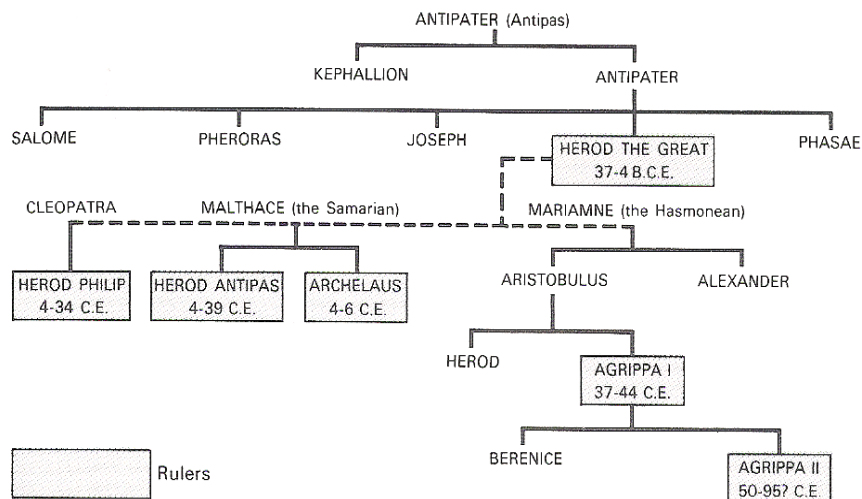 ANTIPATER (Antipas)
KEPHALLION
ANTIPATER
SALOME
PHERORAS
JOSEPH
HEROD THE GREAT
37-4 B.C.E.
PHASAE
CLEOPATRA
MALTHACE (the Samarian)
MARIAMNE (the Hasmonean)
HEROD PHILIP
4-34 C.E.
HEROD ANTIPAS
4-39 C.E.
ARCHELAUS
4-6 C.E.
ARISTOBULUS
ALEXANDER
HEROD
AGRIPPA I
37-44 C.E.
BERENICE
AGRIPPA II
50-95? C.E.
Rulers